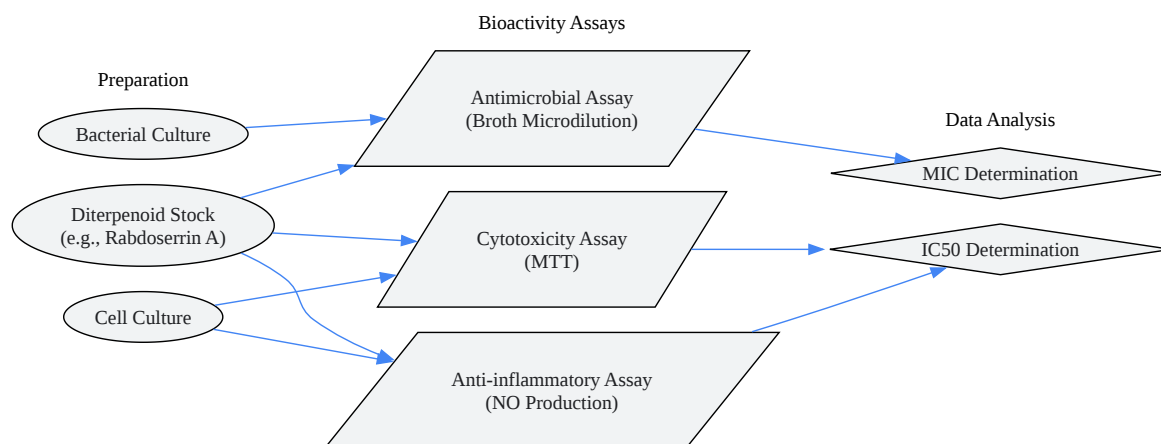 Preparation
Bacterial Culture
Diterpenoid Stock
(e.g., Rabdoserrin A)
Cell Culture
Bioactivity Assays
Antimicrobial Assay
(Broth Microdilution)
Cytotoxicity Assay
(MTT)
Anti-inflammatory Assay
(NO Production)
Data Analysis
MIC Determination
IC50 Determination